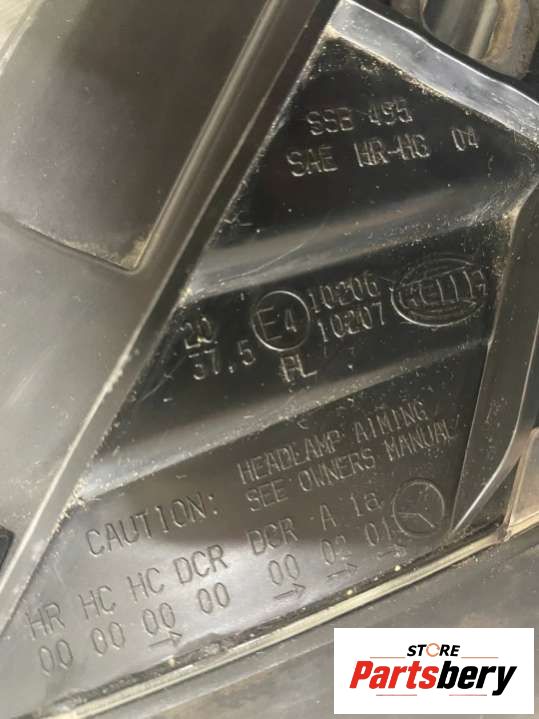 SSB 495
SAE HR-HG 04
20
37.5
E4
10206
10207
HELLA
PL
CAUTION: HEADLAMP AIMING
SEE OWNERS MANUAL
HR HC HC DCR DCR A 1a
00 00 00 00 00 02 01
STORE
Partsbery